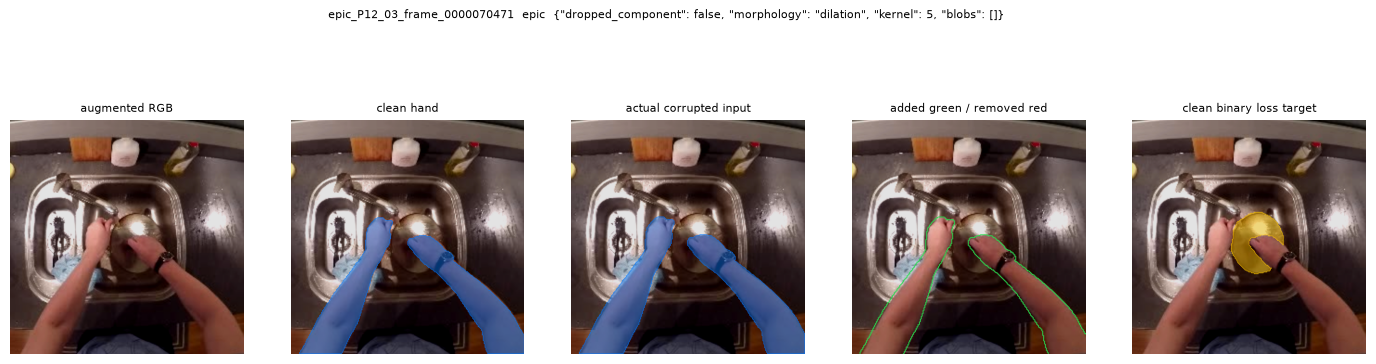 epic_P12_03_frame_0000070471  epic  {"dropped_component": false, "morphology": "dilation", "kernel": 5, "blobs": []}
augmented RGB
clean hand
actual corrupted input
added green / removed red
clean binary loss target